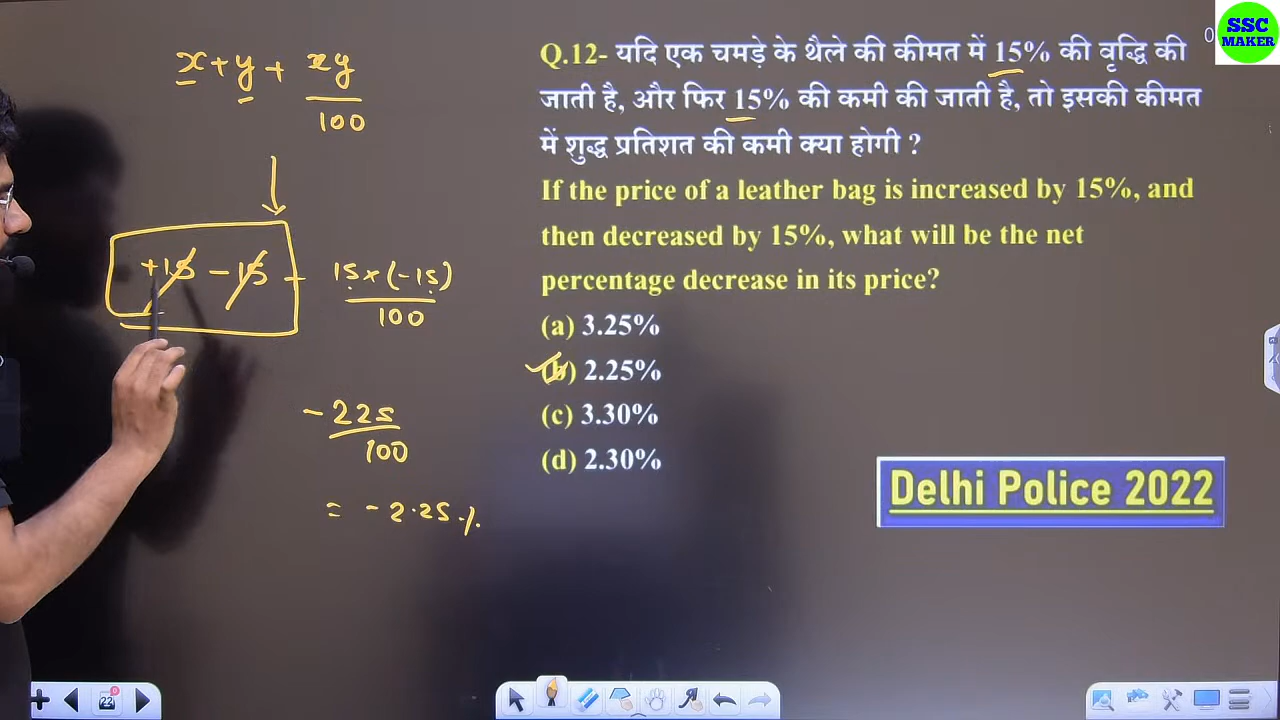 SSC
MAKER
x+y+ xy
100
Q.12- यदि एक चमड़े के थैले की कीमत में 15% की वृद्धि की
जाती है, और फिर 15% की कमी की जाती है, तो इसकी कीमत
में शुद्ध प्रतिशत की कमी क्या होगी ?
If the price of a leather bag is increased by 15%, and
then decreased by 15%, what will be the net
percentage decrease in its price?
(a) 3.25%
(b) 2.25%
(c) 3.30%
(d) 2.30%
+15 - 15 - 15×(-15)
100
-225
100
= -2.25%
Delhi Police 2022
22